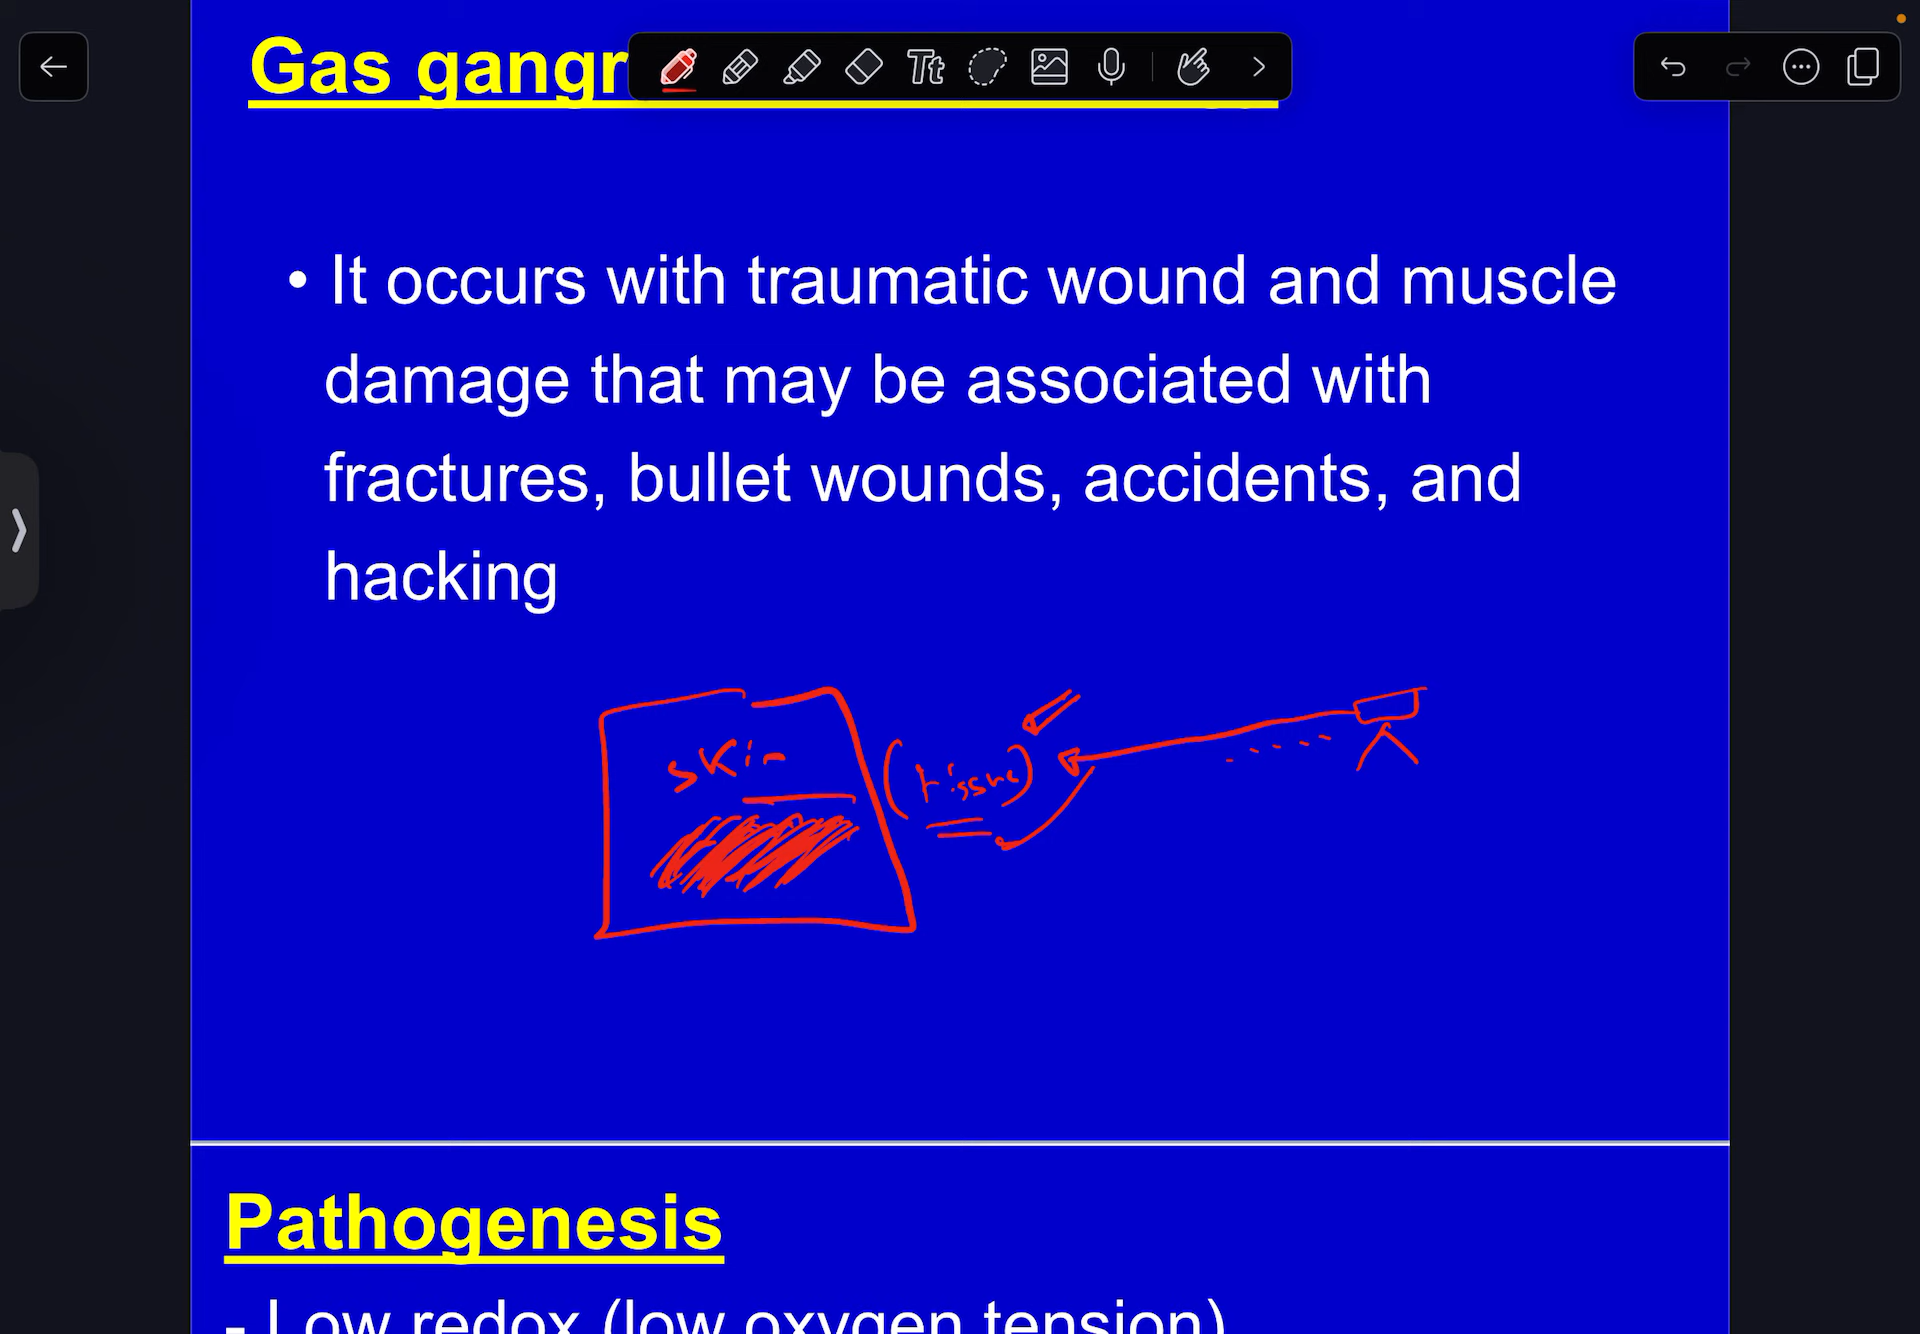 Gas gangr
Tt
• It occurs with traumatic wound and muscle
damage that may be associated with
fractures, bullet wounds, accidents, and
hacking
skin
(tissue)
Pathogenesis
- Low redox (low oxygen tension)